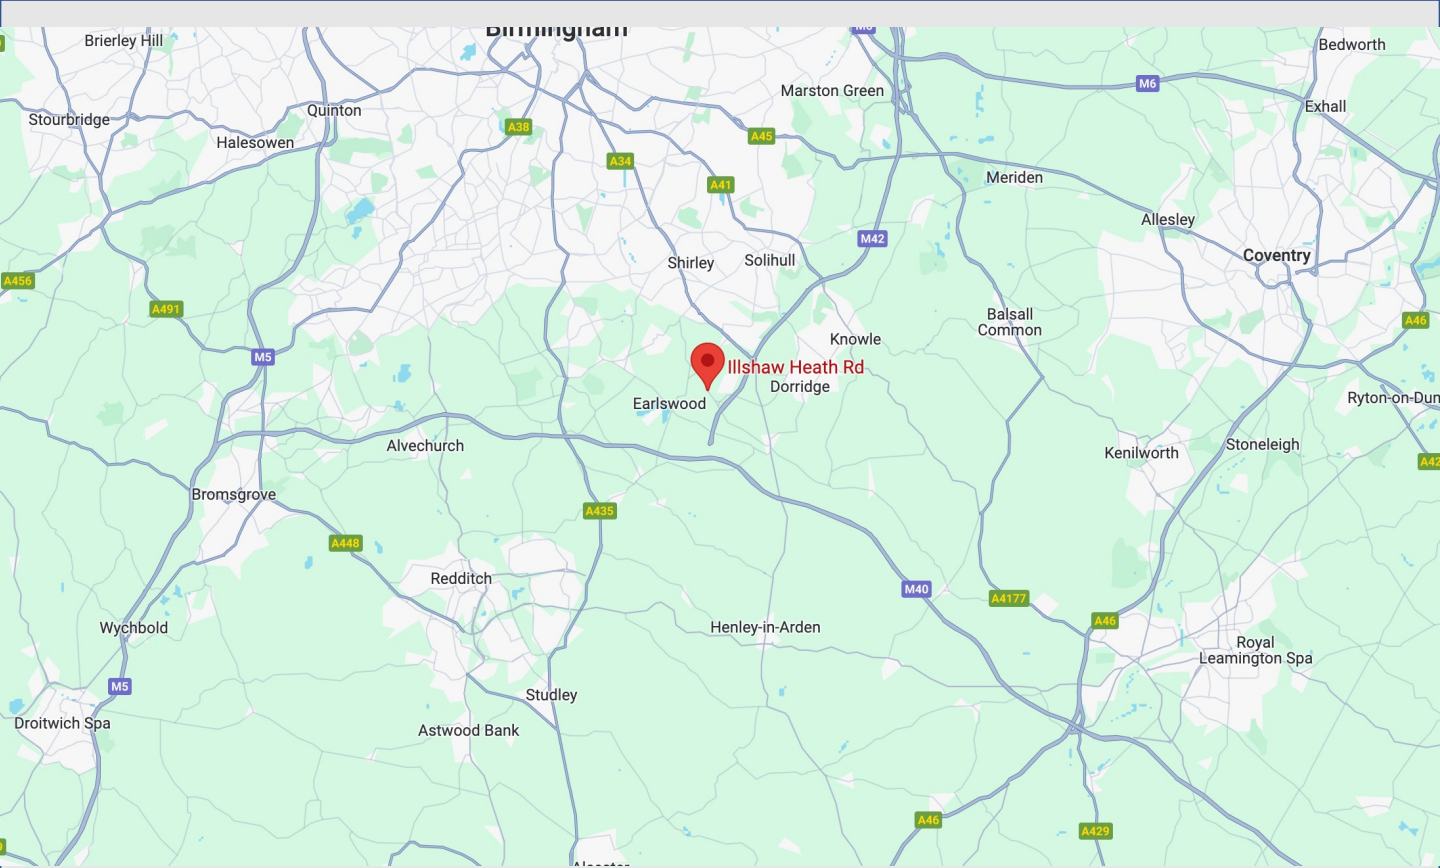 Birmingham
Brierley Hill
Bedworth
M6
Marston Green
Exhall
Quinton
Stourbridge
A38
A45
Halesowen
A34
Meriden
A41
Allesley
M42
Coventry
Shirley
Solihull
A456
A491
Balsall
Common
A46
Knowle
M5
Illshaw Heath Rd
Dorridge
Earlswood
Ryton-on-Dun
Alvechurch
Kenilworth
Stoneleigh
A42
Bromsgrove
A435
A448
Redditch
M40
A4177
A46
Wychbold
Henley-in-Arden
Royal
Leamington Spa
M5
Studley
Droitwich Spa
Astwood Bank
A46
A429